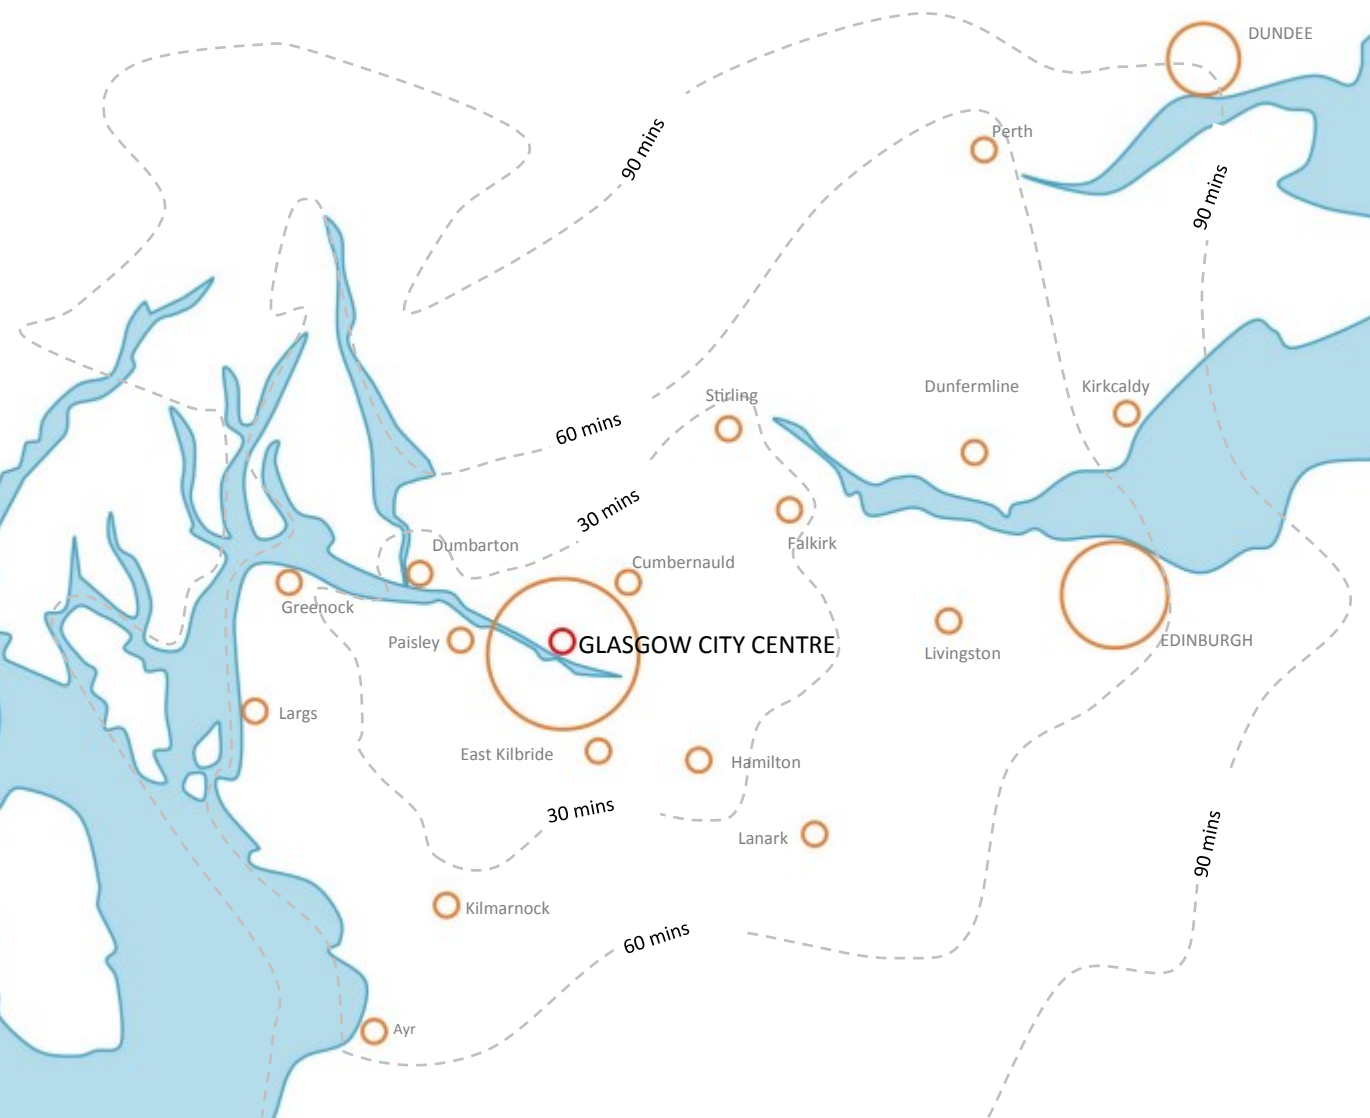 DUNDEE
Perth
90 mins
90 mins
Dunfermline
Kirkcaldy
Stirling
60 mins
30 mins
Falkirk
Dumbarton
Cumbernauld
Greenock
Paisley
GLASGOW CITY CENTRE
Livingston
EDINBURGH
Largs
East Kilbride
Hamilton
30 mins
Lanark
90 mins
Kilmarnock
60 mins
Ayr